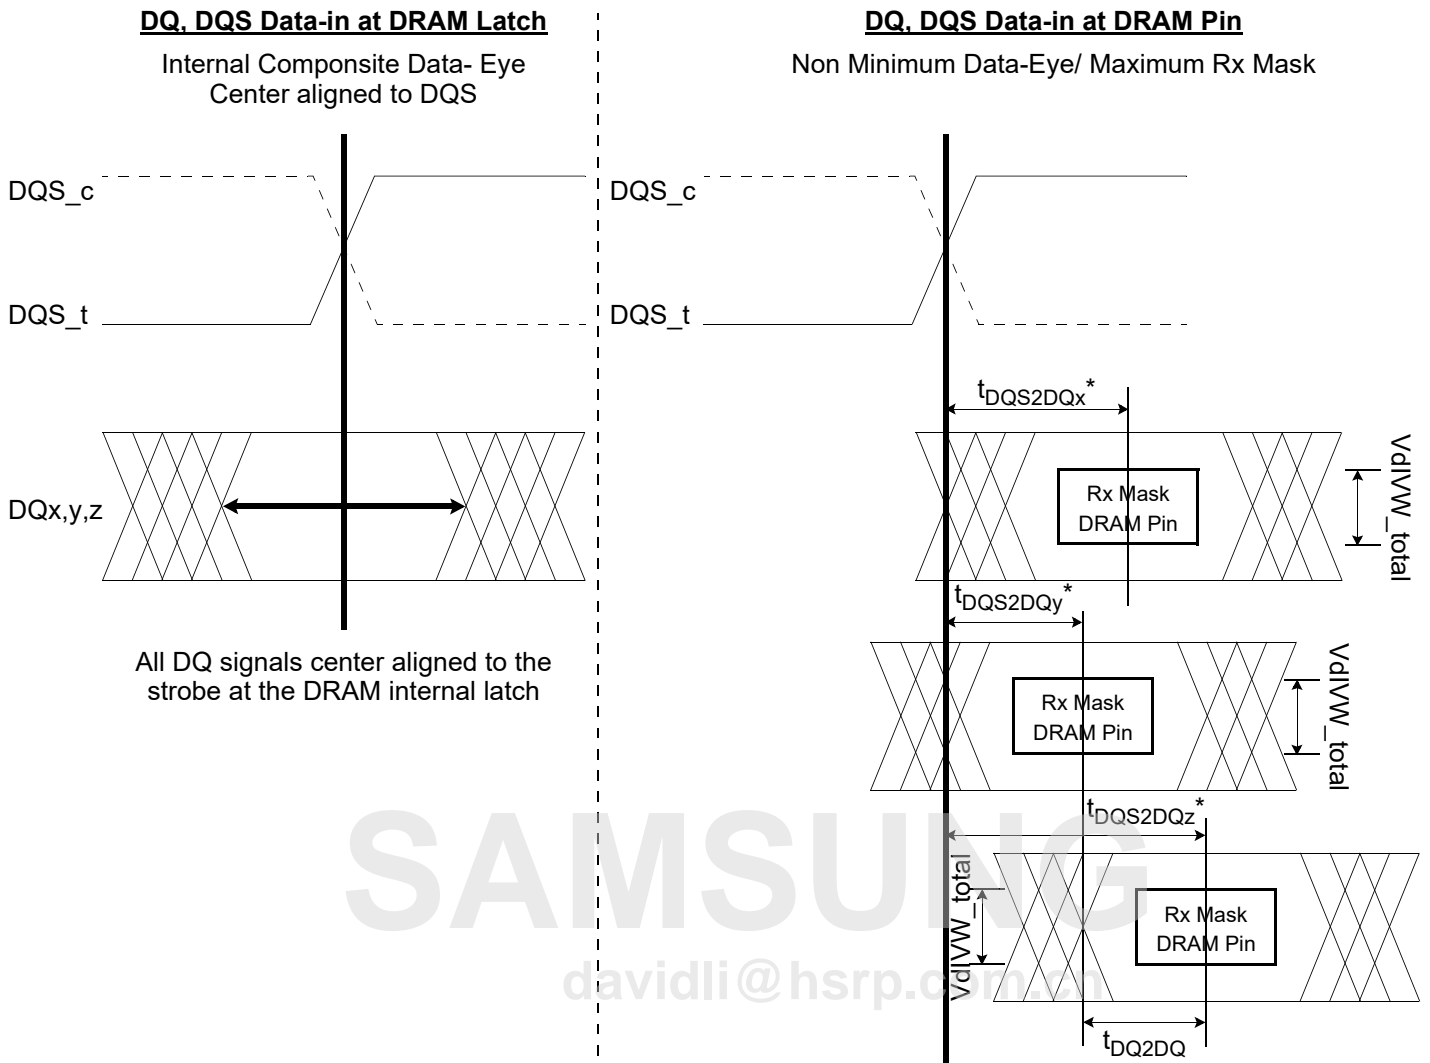 DQ, DQS Data-in at DRAM Latch
Internal Componsite Data- Eye
Center aligned to DQS
DQS_c
DQS_t
DQx,y,z
All DQ signals center aligned to the
strobe at the DRAM internal latch
DQ, DQS Data-in at DRAM Pin
Non Minimum Data-Eye/ Maximum Rx Mask
DQS_c
DQS_t
tDQS2DQx*
Rx Mask
DRAM Pin
VdIVW_total
tDQS2DQy*
Rx Mask
DRAM Pin
VdIVW_total
tDQS2DQz*
VdIVW_total
Rx Mask
DRAM Pin
tDQ2DQ
SAMSUNG
davidli@hsrp.com.cn